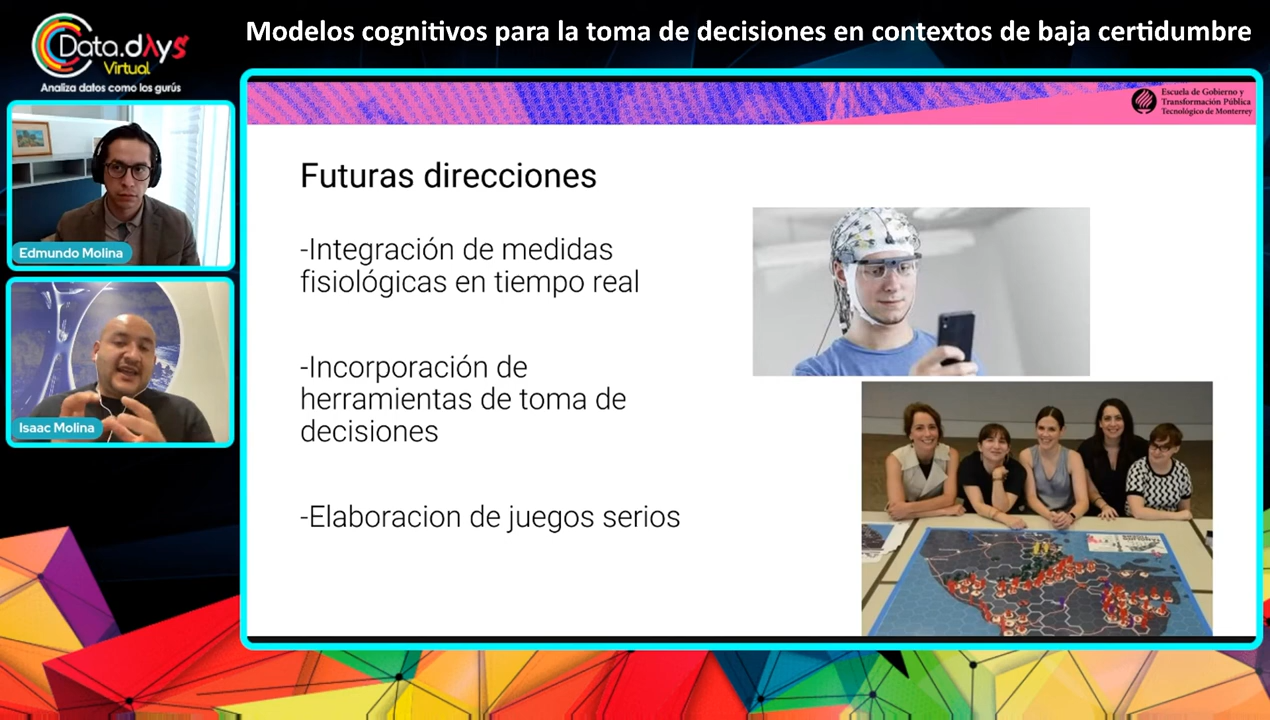 Modelos cognitivos para la toma de decisiones en contextos de baja certidumbre
Data.dAys
Virtual
Analiza datos como los gurús
Escuela de Gobierno y
Transformación Pública
Tecnológico de Monterrey
Edmundo Molina
Isaac Molina
Futuras direcciones
-Integración de medidas
fisiológicas en tiempo real
-Incorporación de
herramientas de toma de
decisiones
-Elaboracion de juegos serios